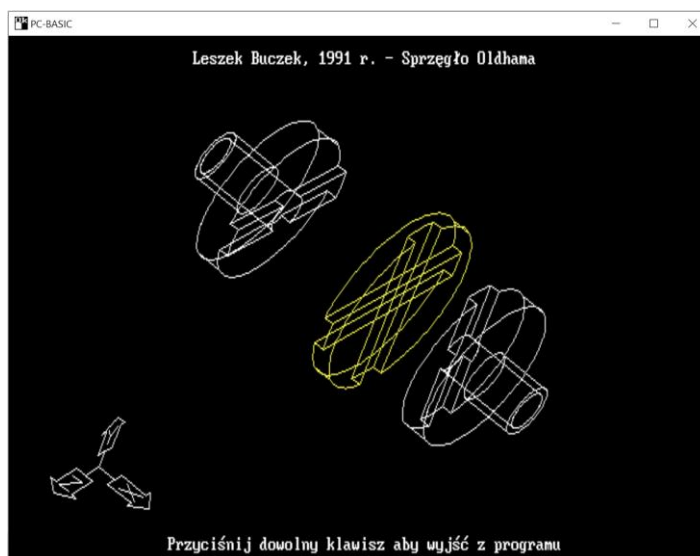 PC-BASIC
Leszek Buczek, 1991 r. - Sprzęgło Oldhama
Y
Z
X
Przyciśnij dowolny klawisz aby wyjść z programu